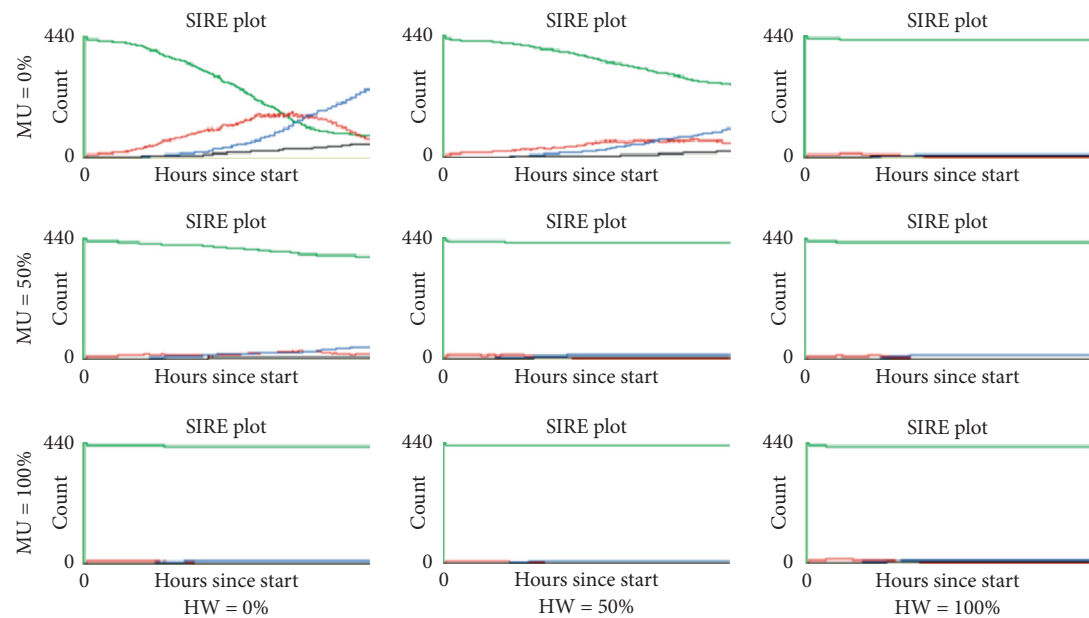 SIRE plot
SIRE plot
SIRE plot
MU = 0%
Count
440
0
0
Hours since start
Count
440
0
0
Hours since start
Count
440
0
0
Hours since start
SIRE plot
SIRE plot
SIRE plot
MU = 50%
Count
440
0
0
Hours since start
Count
440
0
0
Hours since start
Count
440
0
0
Hours since start
SIRE plot
SIRE plot
SIRE plot
MU = 100%
Count
440
0
0
Hours since start
Count
440
0
0
Hours since start
Count
440
0
0
Hours since start
HW = 0%
HW = 50%
HW = 100%